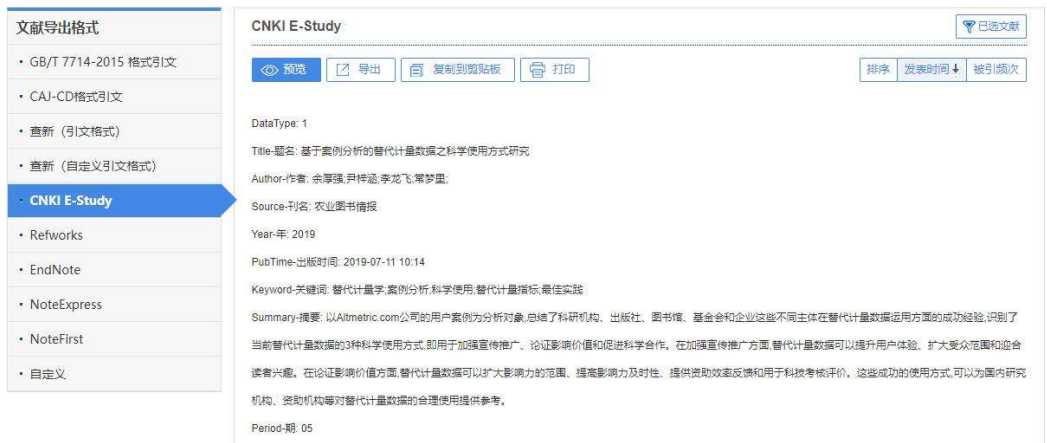 文献导出格式
• GB/T 7714-2015 格式引文
• CAJ-CD格式引文
• 查新（引文格式）
• 查新（自定义引文格式）
• CNKI E-Study
• Refworks
• EndNote
• NoteExpress
• NoteFirst
• 自定义
CNKI E-Study
已选文献
预览 导出 复制到剪贴板 打印
排序 发表时间↓ 被引频次
DataType: 1
Title-题名: 基于案例分析的替代计量数据之科学使用方式研究
Author-作者: 余厚强;尹梓涵;李龙飞;常梦里;
Source-刊名: 农业图书情报
Year-年: 2019
PubTime-出版时间: 2019-07-11 10:14
Keyword-关键词: 替代计量学;案例分析;科学使用;替代计量指标;最佳实践
Summary-摘要: 以Altmetric.com公司的用户案例为分析对象,总结了科研机构、出版社、图书馆、基金会和企业这些不同主体在替代计量数据运用方面的成功经验,识别了
当前替代计量数据的3种科学使用方式,即用于加强宣传推广、论证影响价值和促进科学合作。在加强宣传推广方面,替代计量数据可以提升用户体验、扩大受众范围和迎合
读者兴趣。在论证影响价值方面,替代计量数据可以扩大影响力的范围、提高影响力及时性、提供资助效率反馈和用于科技考核评价。这些成功的使用方式,可以为国内研究
机构、资助机构等对替代计量数据的合理使用提供参考。
Period-期: 05